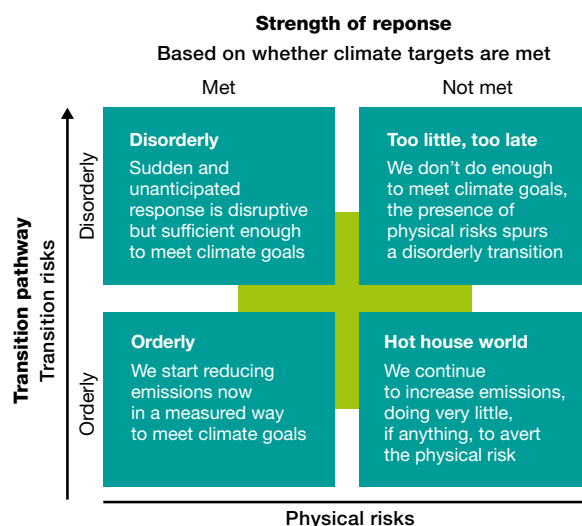 Strength of reponse
Based on whether climate targets are met
Met
Not met
Transition pathway
Transition risks
Disorderly
Disorderly
Sudden and
unanticipated
response is disruptive
but sufficient enough
to meet climate goals
Too little, too late
We don’t do enough
to meet climate goals,
the presence of
physical risks spurs
a disorderly transition
Orderly
Orderly
We start reducing
emissions now
in a measured way
to meet climate goals
Hot house world
We continue
to increase emissions,
doing very little,
if anything, to avert
the physical risk
Physical risks